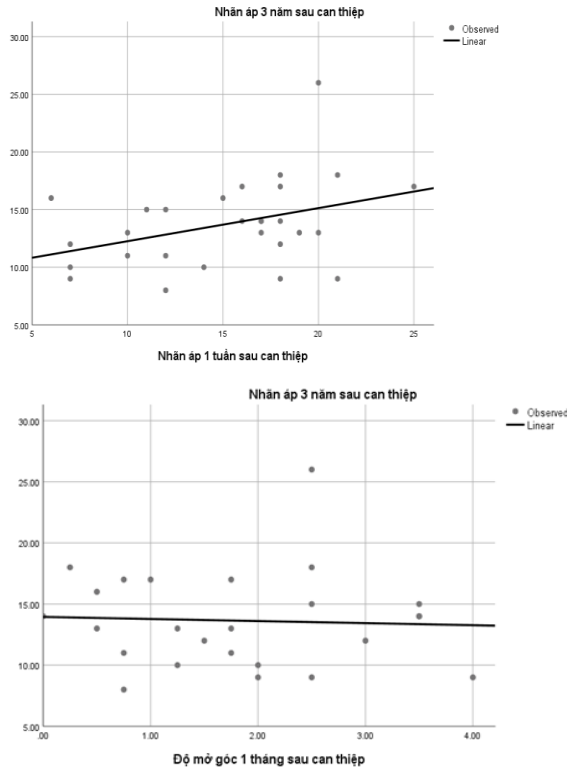 Nhãn áp 3 năm sau can thiệp
Observed
Linear
30.00
25.00
20.00
15.00
10.00
5.00
5 10 15 20 25
Nhãn áp 1 tuần sau can thiệp
Nhãn áp 3 năm sau can thiệp
Observed
Linear
30.00
25.00
20.00
15.00
10.00
5.00
.00 1.00 2.00 3.00 4.00
Độ mở góc 1 tháng sau can thiệp